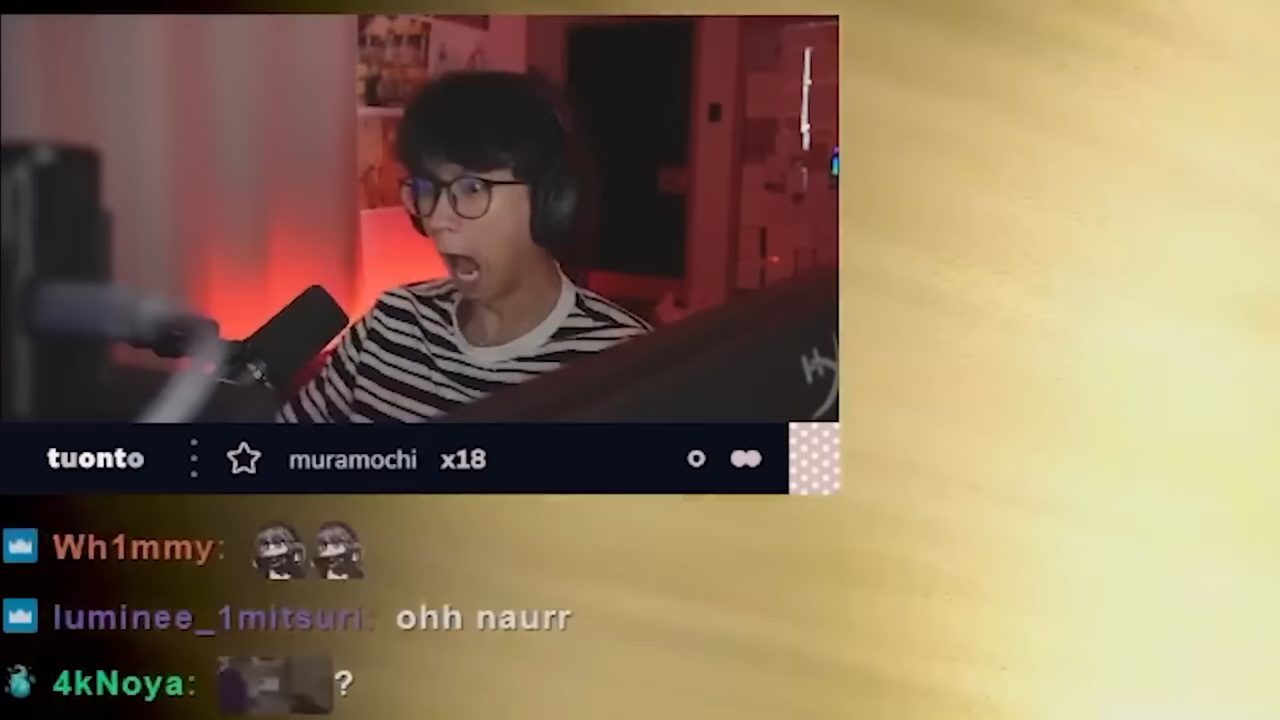 tuonto muramochi x18
Wh1mmy:
luminee_1mitsuri: ohh naurr
4kNoya: ?